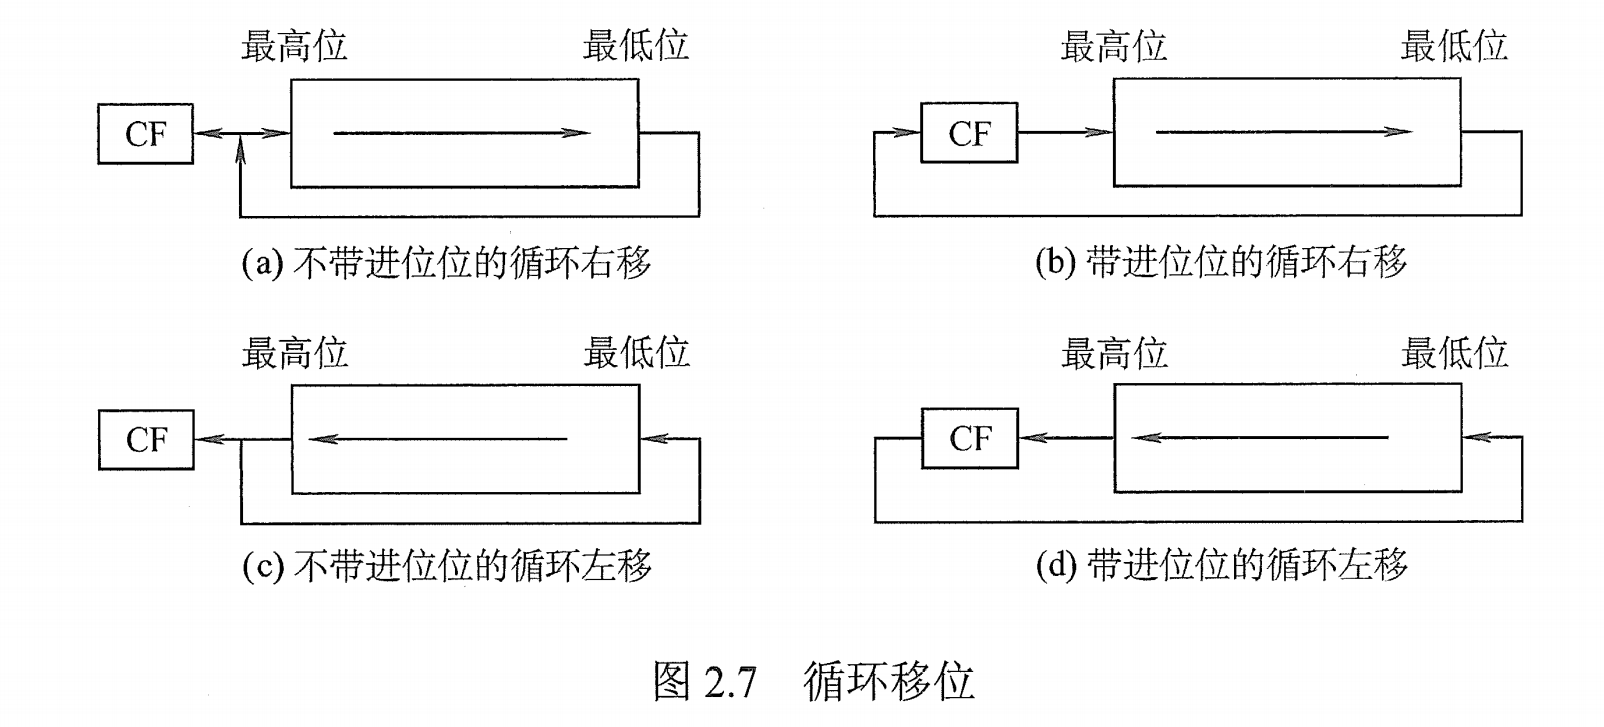 最高位 最低位 最高位 最低位
CF CF
(a) 不带进位位的循环右移 (b) 带进位位的循环右移
最高位 最低位 最高位 最低位
CF CF
(c) 不带进位位的循环左移 (d) 带进位位的循环左移
图 2.7 循环移位